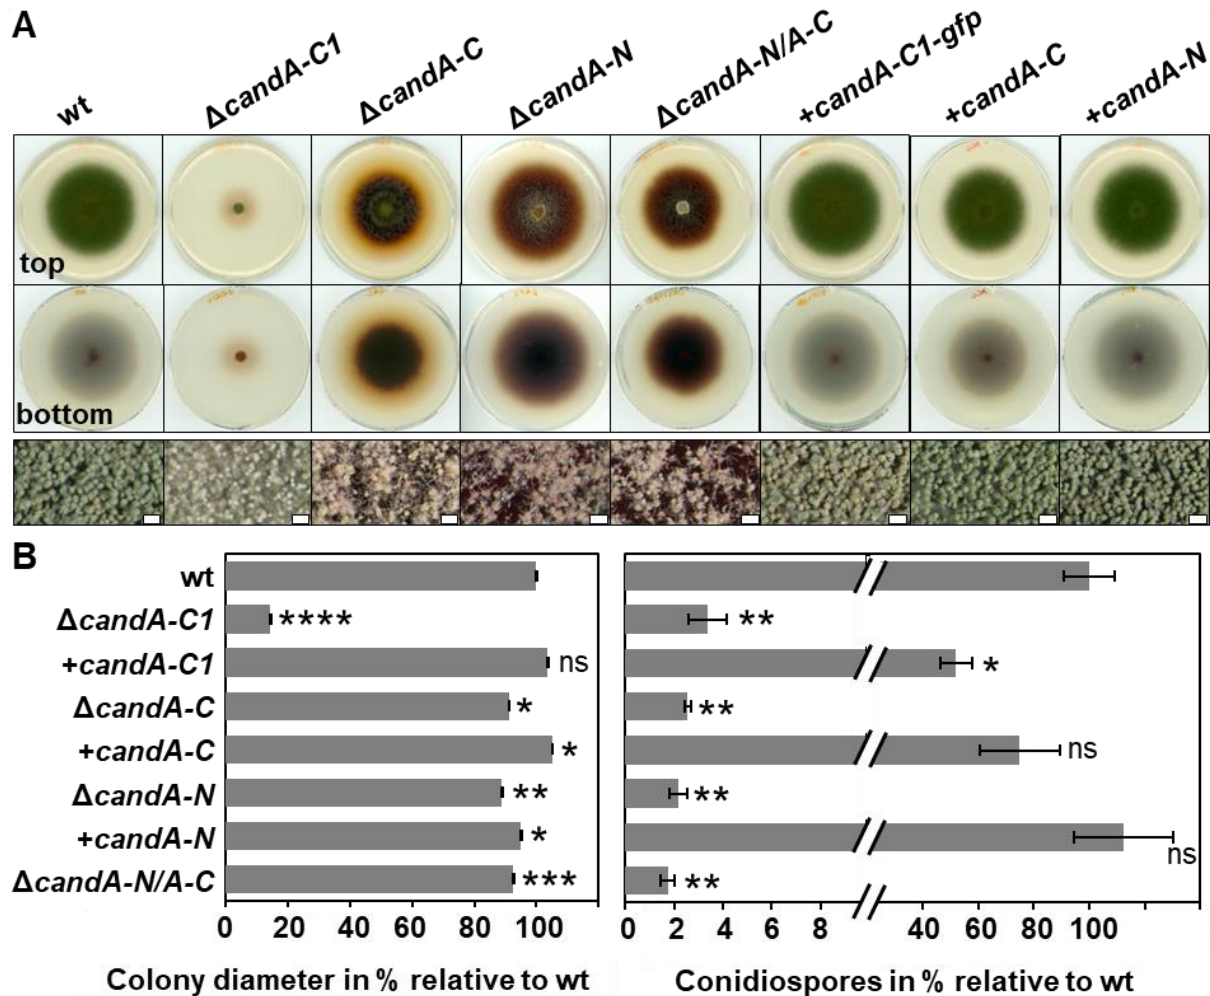 A
wt
ΔcandA-C1
ΔcandA-C
ΔcandA-N
ΔcandA-N/A-C
+candA-C1-gfp
+candA-C
+candA-N
top
bottom
B
wt
ΔcandA-C1 **** **
+candA-C1 ns *
ΔcandA-C * **
+candA-C * ns
ΔcandA-N ** **
+candA-N * ns
ΔcandA-N/A-C *** **
0 20 40 60 80 100 0 2 4 6 8 40 60 80 100
Colony diameter in % relative to wt Conidiospores in % relative to wt